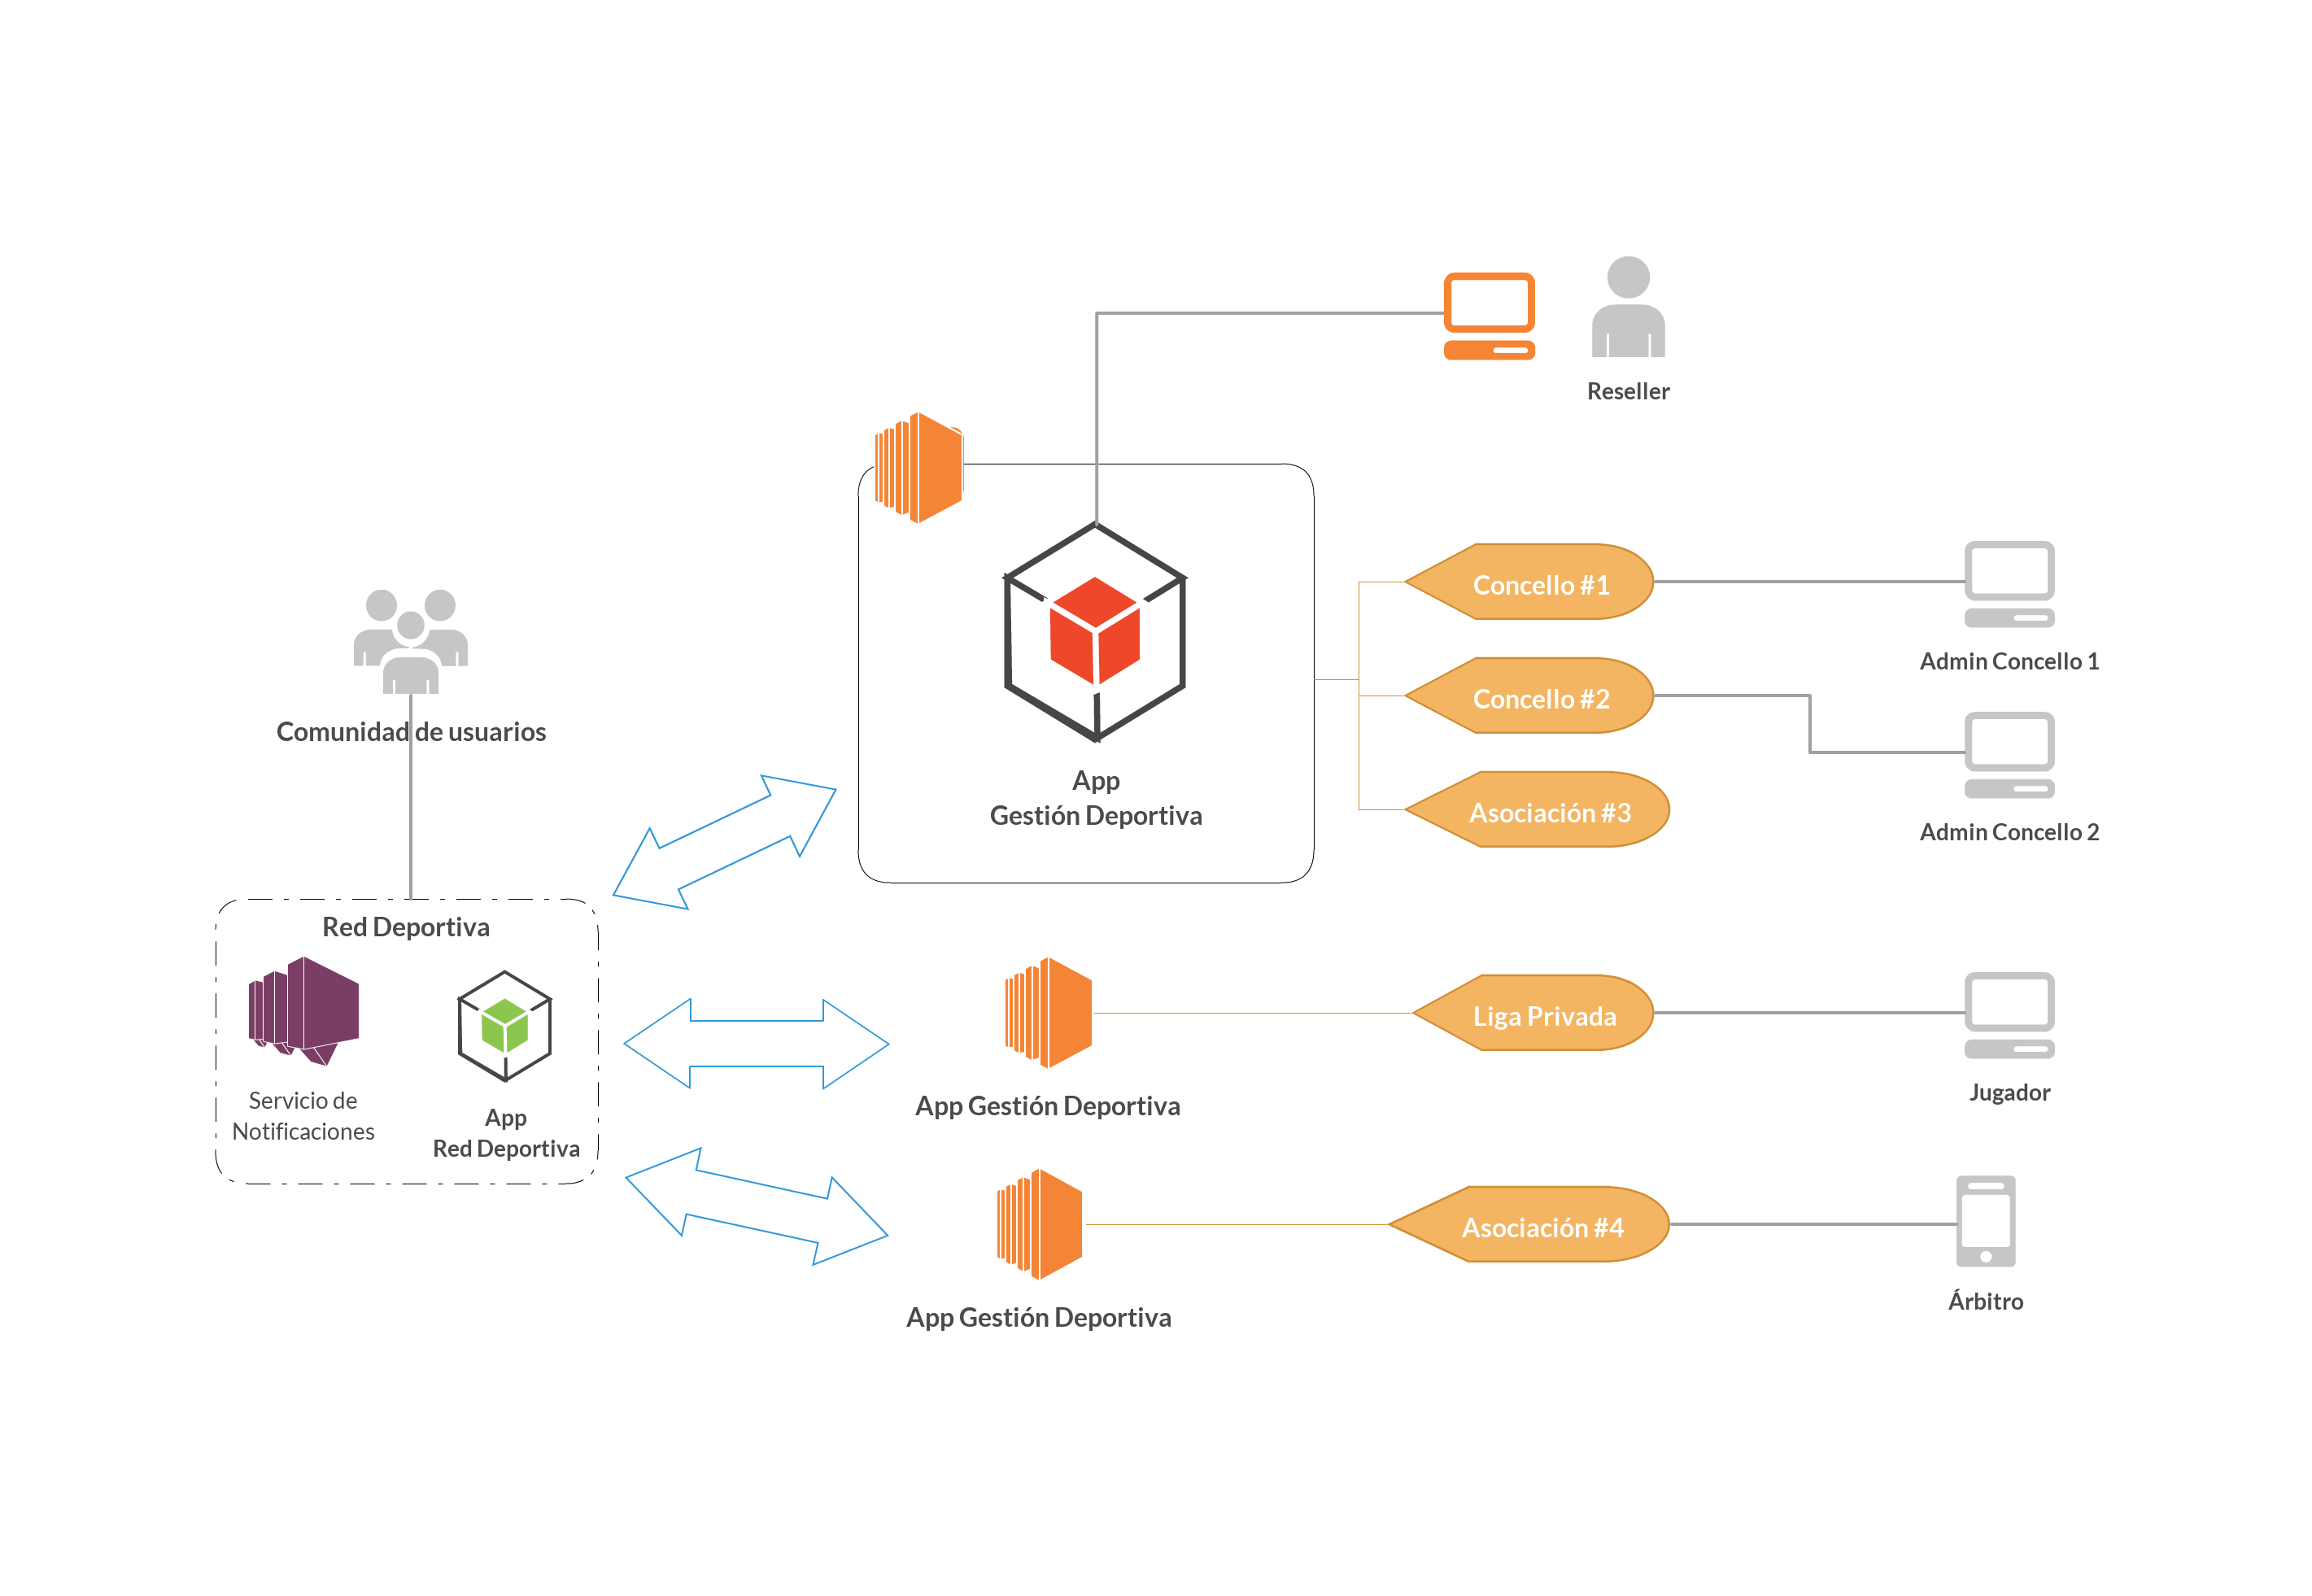 Reseller
Concello #1
Admin Concello 1
Concello #2
Comunidad de usuarios
App
Gestión Deportiva
Asociación #3
Admin Concello 2
Red Deportiva
Liga Privada
Servicio de
Notificaciones
App
Red Deportiva
App Gestión Deportiva
Jugador
Asociación #4
App Gestión Deportiva
Árbitro